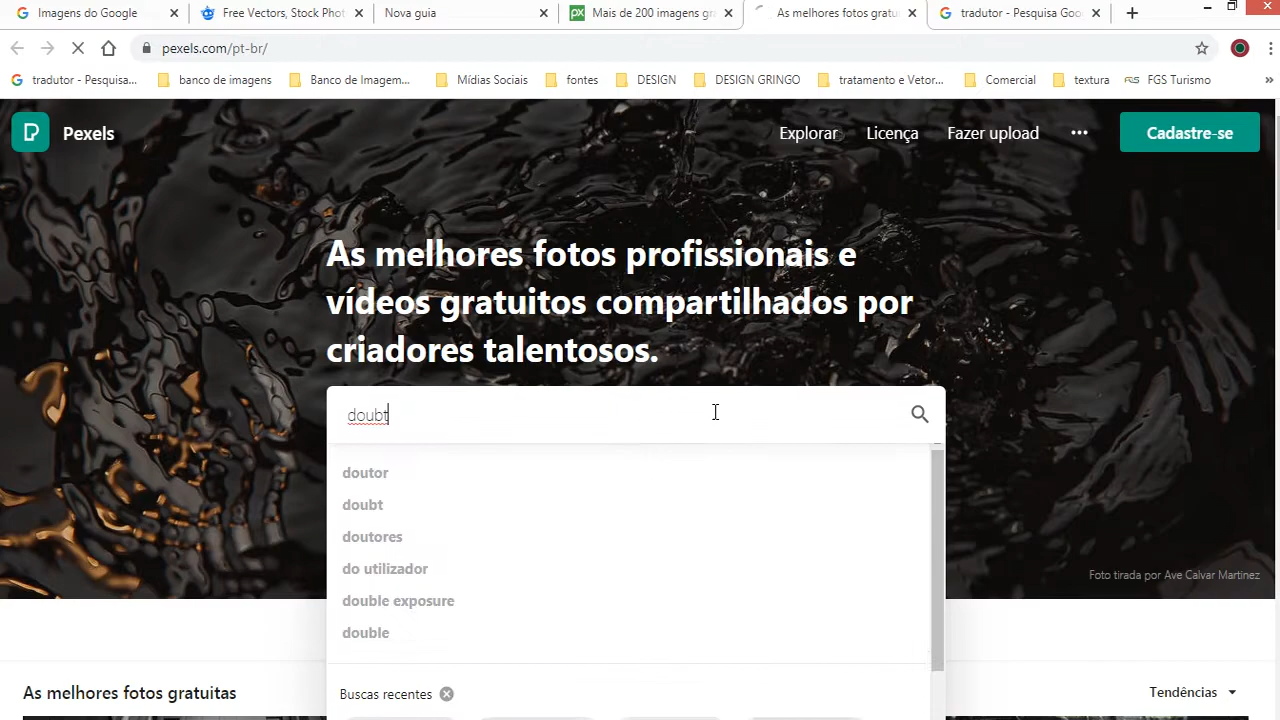 Imagens do Google
Free Vectors, Stock Phot
Nova guia
Mais de 200 imagens gr
As melhores fotos gratu
tradutor - Pesquisa Goo
pexels.com/pt-br/
tradutor - Pesquisa...
banco de imagens
Banco de Imagem...
Mídias Sociais
fontes
DESIGN
DESIGN GRINGO
tratamento e Vetor...
Comercial
textura
FGS Turismo
Pexels
Explorar
Licença
Fazer upload
Cadastre-se
As melhores fotos profissionais e
vídeos gratuitos compartilhados por
criadores talentosos.
doubt
doutor
doubt
doutores
do utilizador
double exposure
double
Foto tirada por Ave Calvar Martinez
Buscas recentes
As melhores fotos gratuitas
Tendências